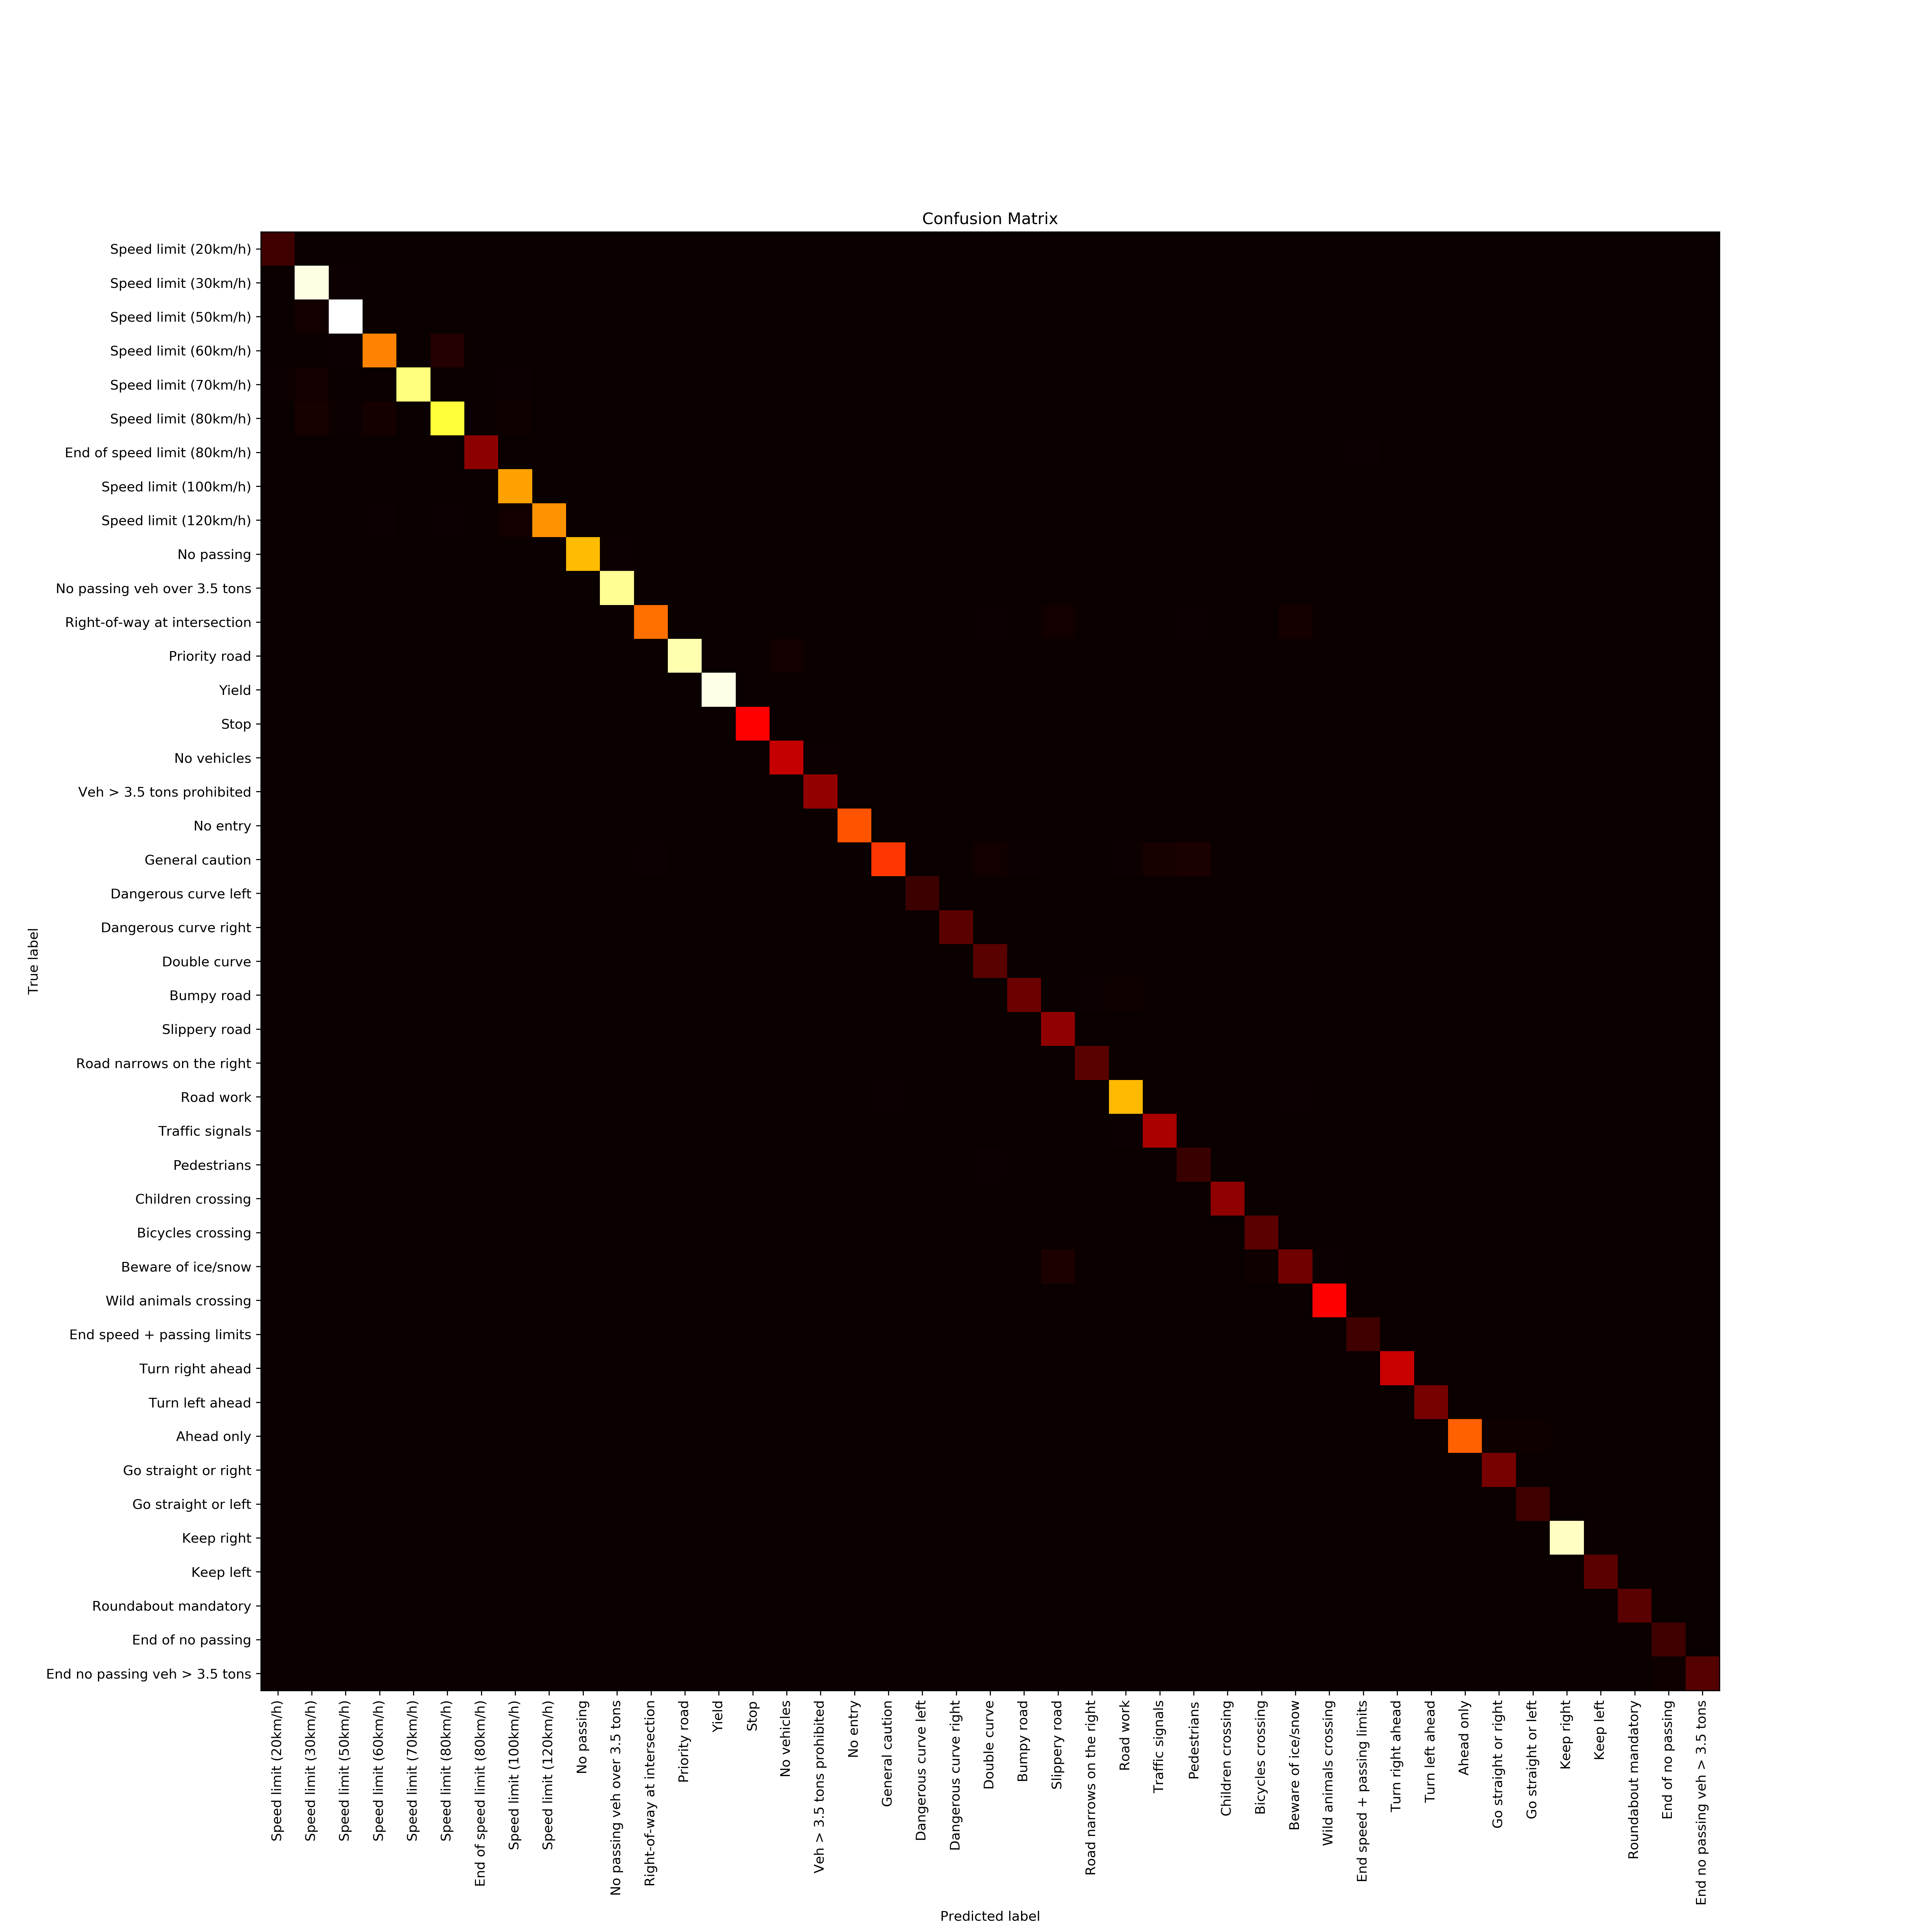 Confusion Matrix
Speed limit (20km/h)
Speed limit (30km/h)
Speed limit (50km/h)
Speed limit (60km/h)
Speed limit (70km/h)
Speed limit (80km/h)
End of speed limit (80km/h)
Speed limit (100km/h)
Speed limit (120km/h)
No passing
No passing veh over 3.5 tons
Right-of-way at intersection
Priority road
Yield
Stop
No vehicles
Veh > 3.5 tons prohibited
No entry
General caution
Dangerous curve left
Dangerous curve right
Double curve
Bumpy road
Slippery road
Road narrows on the right
Road work
Traffic signals
Pedestrians
Children crossing
Bicycles crossing
Beware of ice/snow
Wild animals crossing
End speed + passing limits
Turn right ahead
Turn left ahead
Ahead only
Go straight or right
Go straight or left
Keep right
Keep left
Roundabout mandatory
End of no passing
End no passing veh > 3.5 tons
True label
Speed limit (20km/h)
Speed limit (30km/h)
Speed limit (50km/h)
Speed limit (60km/h)
Speed limit (70km/h)
Speed limit (80km/h)
End of speed limit (80km/h)
Speed limit (100km/h)
Speed limit (120km/h)
No passing
No passing veh over 3.5 tons
Right-of-way at intersection
Priority road
Yield
Stop
No vehicles
Veh > 3.5 tons prohibited
No entry
General caution
Dangerous curve left
Dangerous curve right
Double curve
Bumpy road
Slippery road
Road narrows on the right
Road work
Traffic signals
Pedestrians
Children crossing
Bicycles crossing
Beware of ice/snow
Wild animals crossing
End speed + passing limits
Turn right ahead
Turn left ahead
Ahead only
Go straight or right
Go straight or left
Keep right
Keep left
Roundabout mandatory
End of no passing
End no passing veh > 3.5 tons
Predicted label